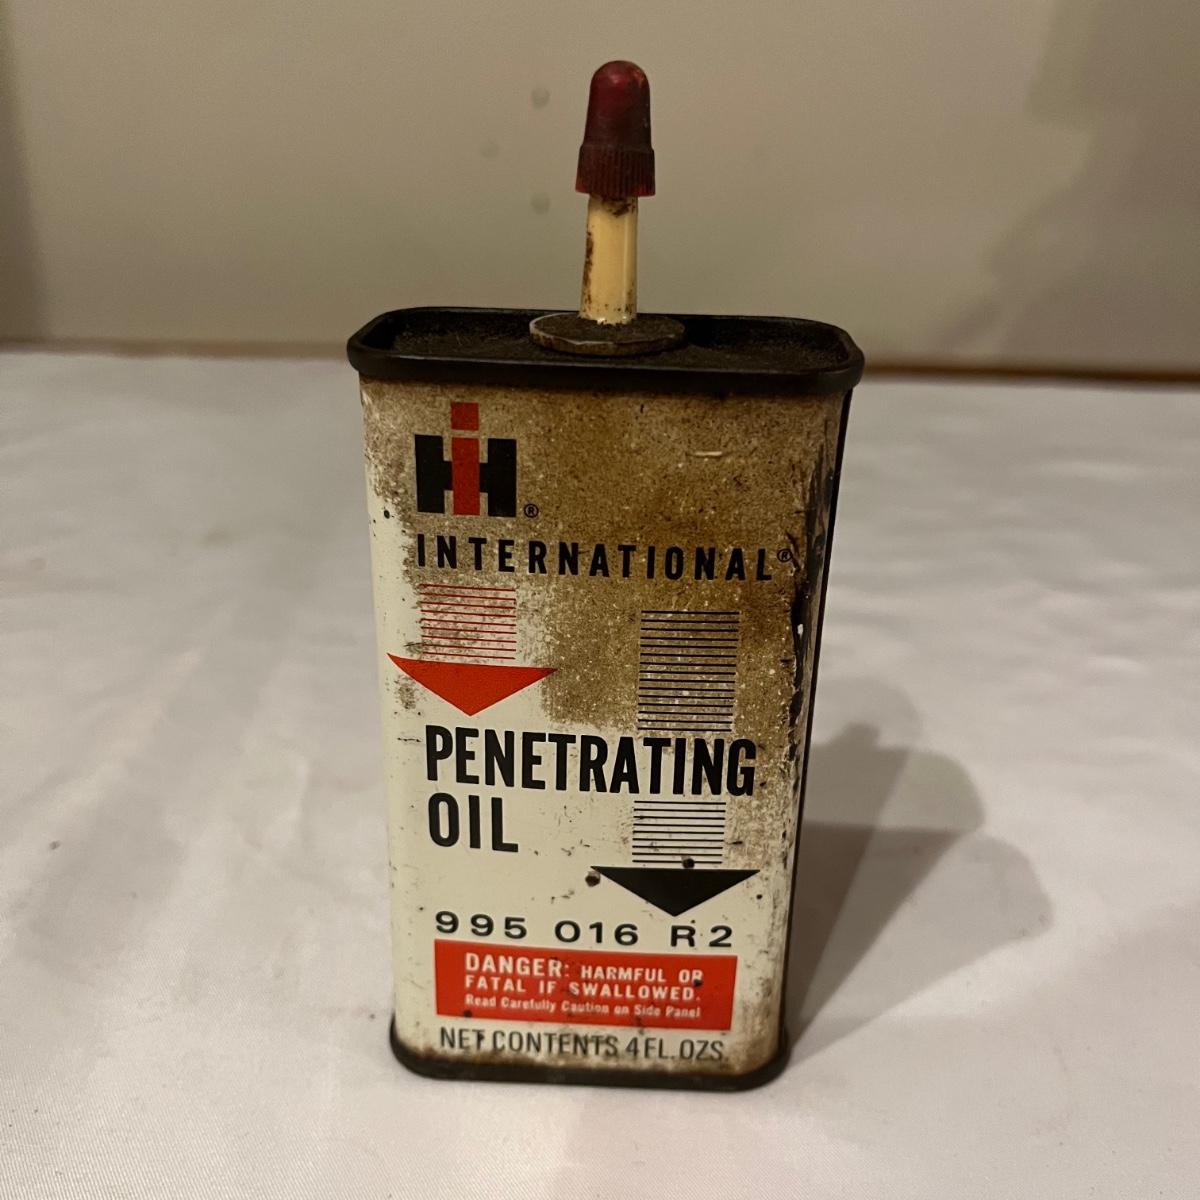 IH®
INTERNATIONAL®
PENETRATING
OIL
995 016 R2
DANGER: HARMFUL OR
FATAL IF SWALLOWED.
Read Carefully Caution on Side Panel
NET CONTENTS 4 FL. OZS.